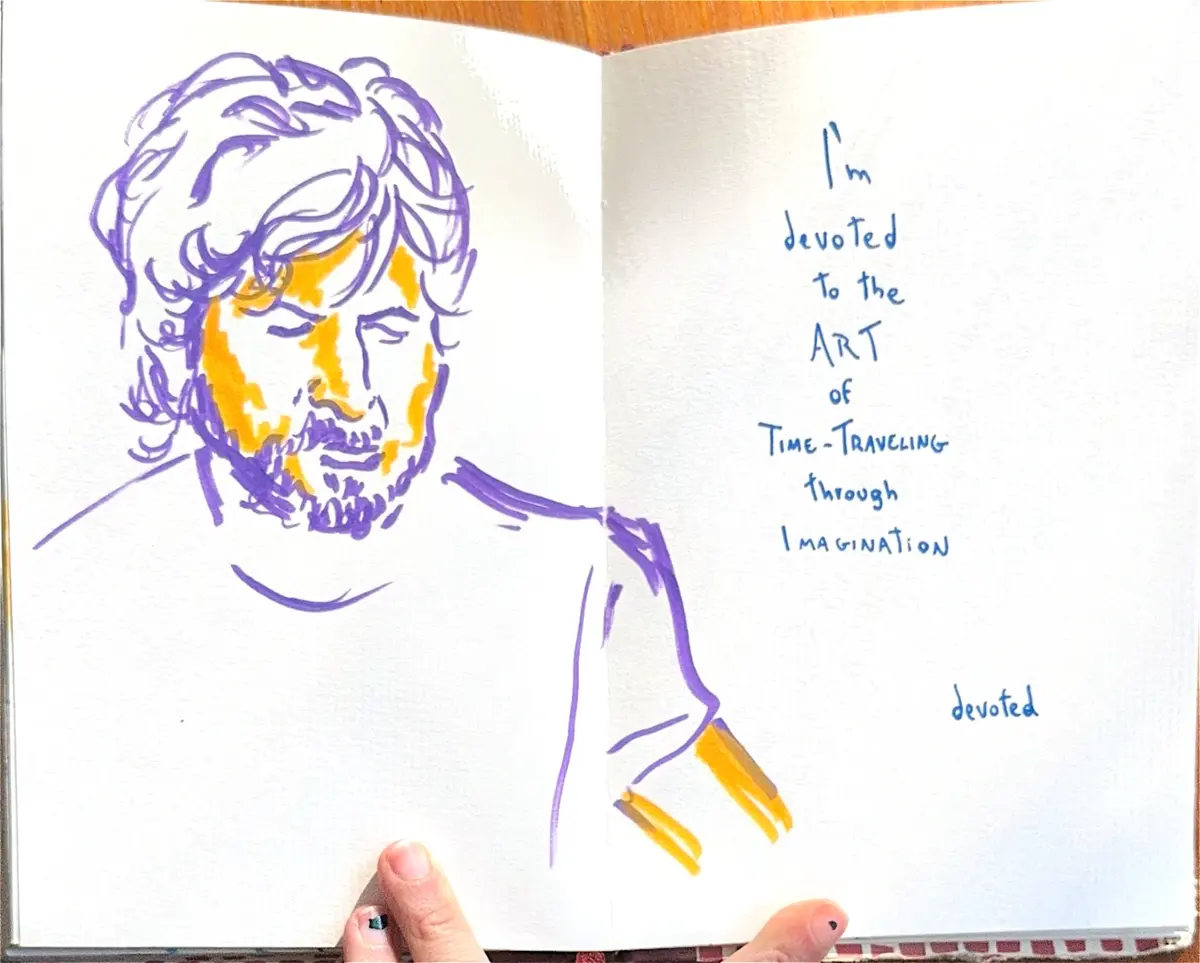 I'm
devoted
to the
ART
of
TIME-TRAVELING
through
IMAGINATION
devoted